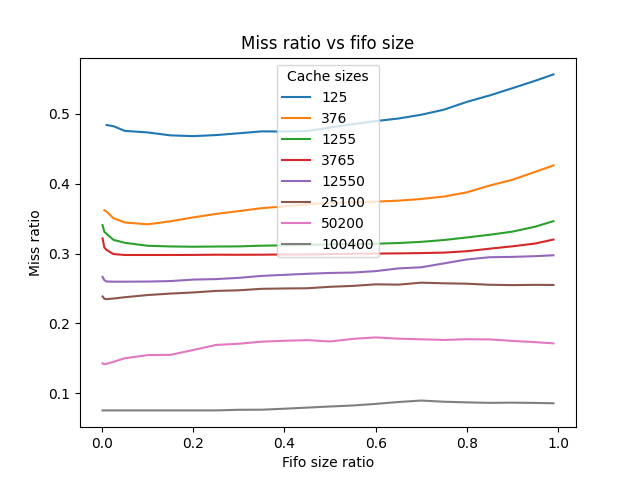 Miss ratio vs fifo size
Cache sizes
125
376
1255
3765
12550
25100
50200
100400
0.5
0.4
0.3
0.2
0.1
Miss ratio
0.0 0.2 0.4 0.6 0.8 1.0
Fifo size ratio